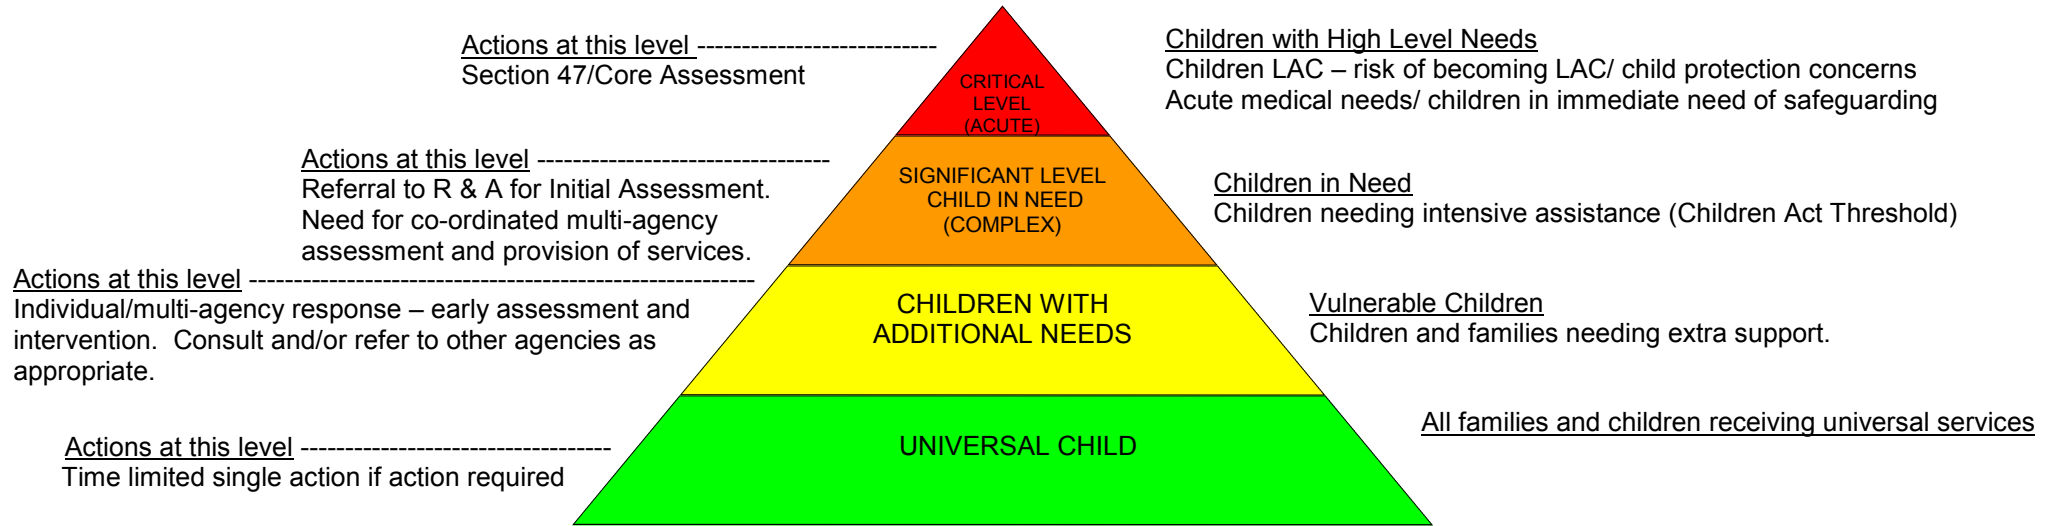 Actions at this level ---------------------------
Section 47/Core Assessment
CRITICAL
LEVEL
(ACUTE)
Children with High Level Needs
Children LAC – risk of becoming LAC/ child protection concerns
Acute medical needs/ children in immediate need of safeguarding
Actions at this level ---------------------------------
Referral to R & A for Initial Assessment.
Need for co-ordinated multi-agency
assessment and provision of services.
SIGNIFICANT LEVEL
CHILD IN NEED
(COMPLEX)
Children in Need
Children needing intensive assistance (Children Act Threshold)
Actions at this level ---------------------------------------------------------
Individual/multi-agency response – early assessment and
intervention.  Consult and/or refer to other agencies as
appropriate.
CHILDREN WITH
ADDITIONAL NEEDS
Vulnerable Children
Children and families needing extra support.
Actions at this level -----------------------------------
Time limited single action if action required
UNIVERSAL CHILD
All families and children receiving universal services